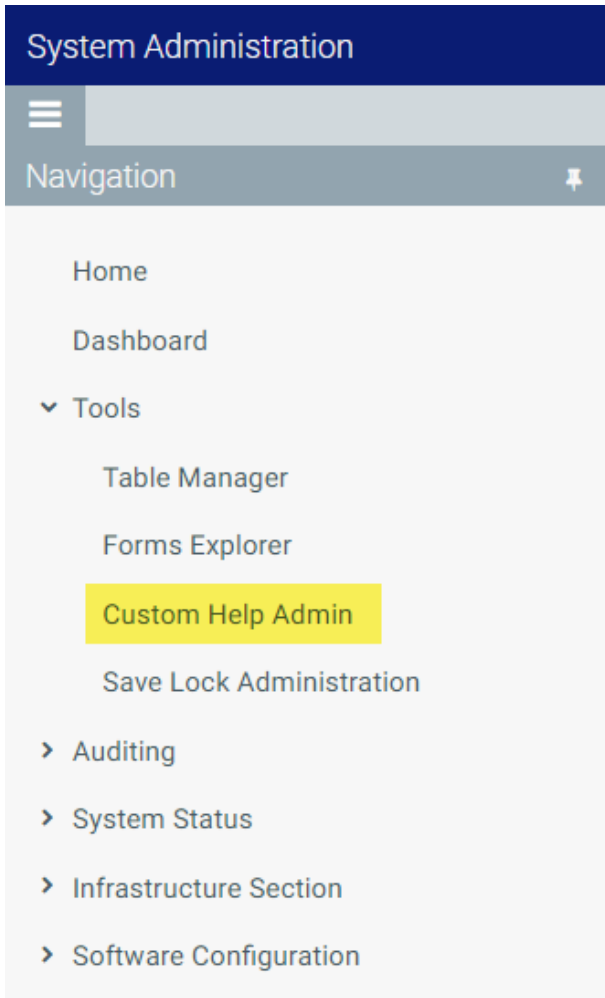 System Administration
Navigation
Home
Dashboard
Tools
Table Manager
Forms Explorer
Custom Help Admin
Save Lock Administration
Auditing
System Status
Infrastructure Section
Software Configuration